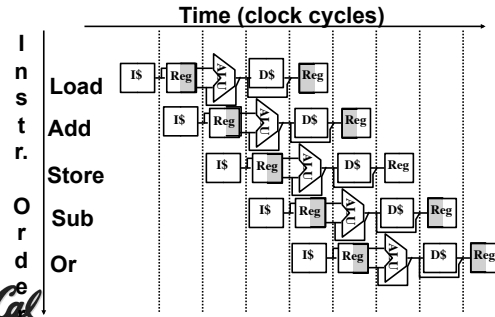 Time (clock cycles)
I
n
s
t
r.
O
r
d
e
Load
I$ Reg ALU D$ Reg
Add
I$ Reg ALU D$ Reg
Store
I$ Reg ALU D$ Reg
Sub
I$ Reg ALU D$ Reg
Or
I$ Reg ALU D$ Reg
Cal